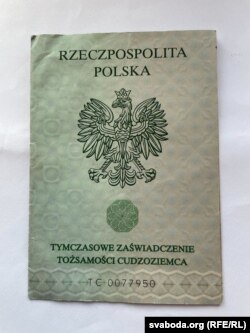 RZECZPOSPOLITA
POLSKA
TYMCZASOWE ZAŚWIADCZENIE
TOŻSAMOŚCI CUDZOZIEMCA
TC 0077950
svaboda.org (RFE/RL)